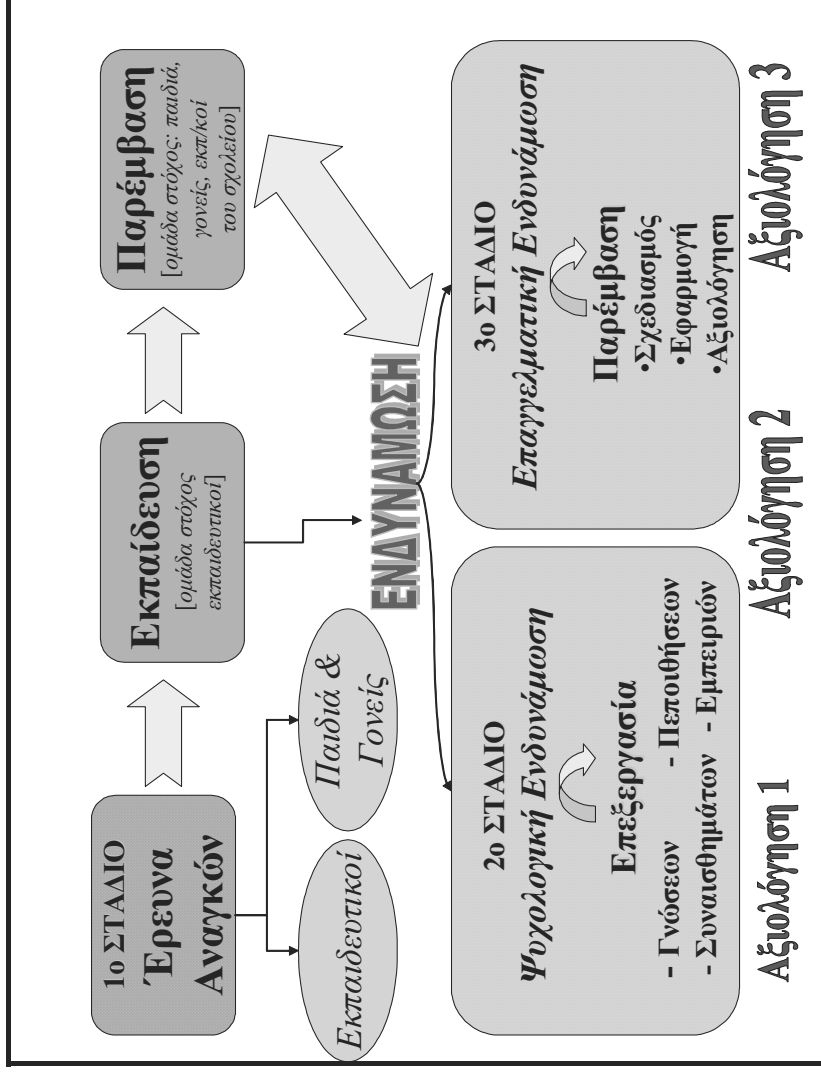 1ο ΣΤΑΔΙΟ
Έρευνα
Αναγκών
Εκπαίδευση
[ομάδα στόχος
εκπαιδευτικοί]
Παρέμβαση
[ομάδα στόχος: παιδιά,
γονείς, εκπ/κοί
του σχολείου]
Εκπαιδευτικοί
Παιδιά &
Γονείς
ΕΝΔΥΝΑΜΩΣΗ
2ο ΣΤΑΔΙΟ
Ψυχολογική Ενδυνάμωση
Επεξεργασία
- Γνώσεων - Πεποιθήσεων
- Συναισθημάτων - Εμπειριών
3ο ΣΤΑΔΙΟ
Επαγγελματική Ενδυνάμωση
Παρέμβαση
•Σχεδιασμός
•Εφαρμογή
•Αξιολόγηση
Αξιολόγηση 1
Αξιολόγηση 2
Αξιολόγηση 3